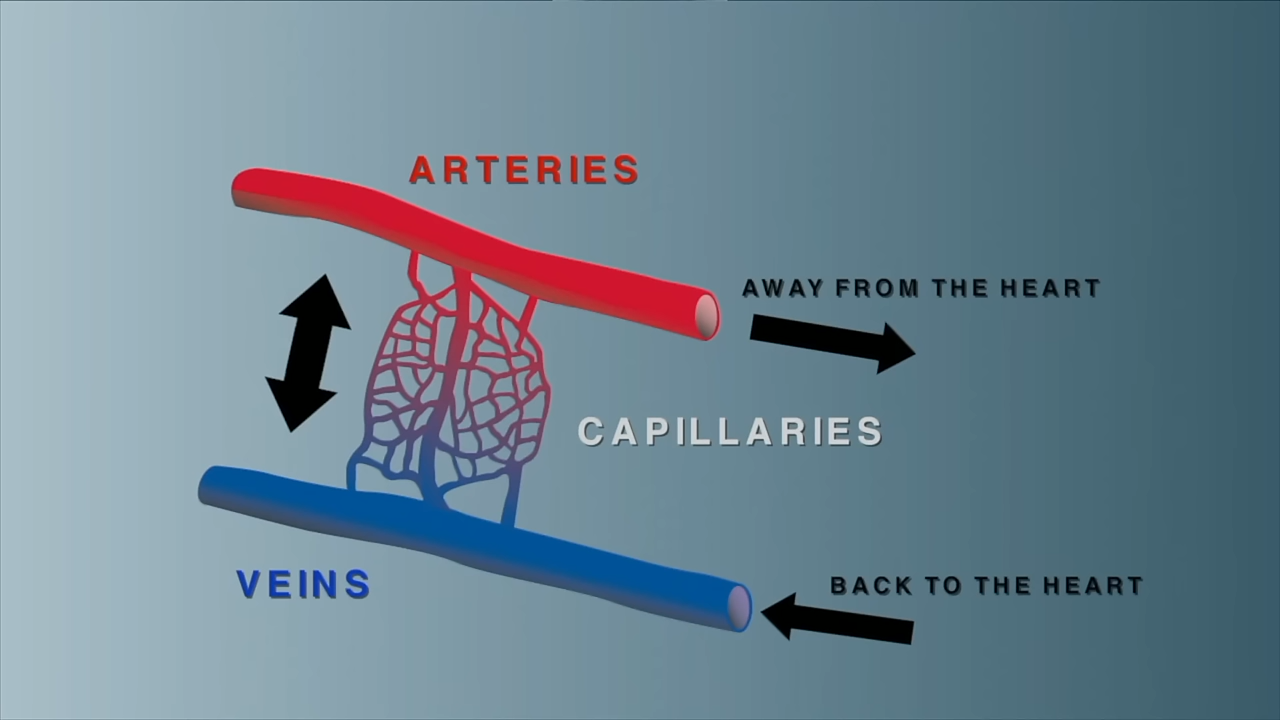 ARTERIES
AWAY FROM THE HEART
CAPILLARIES
VEINS
BACK TO THE HEART